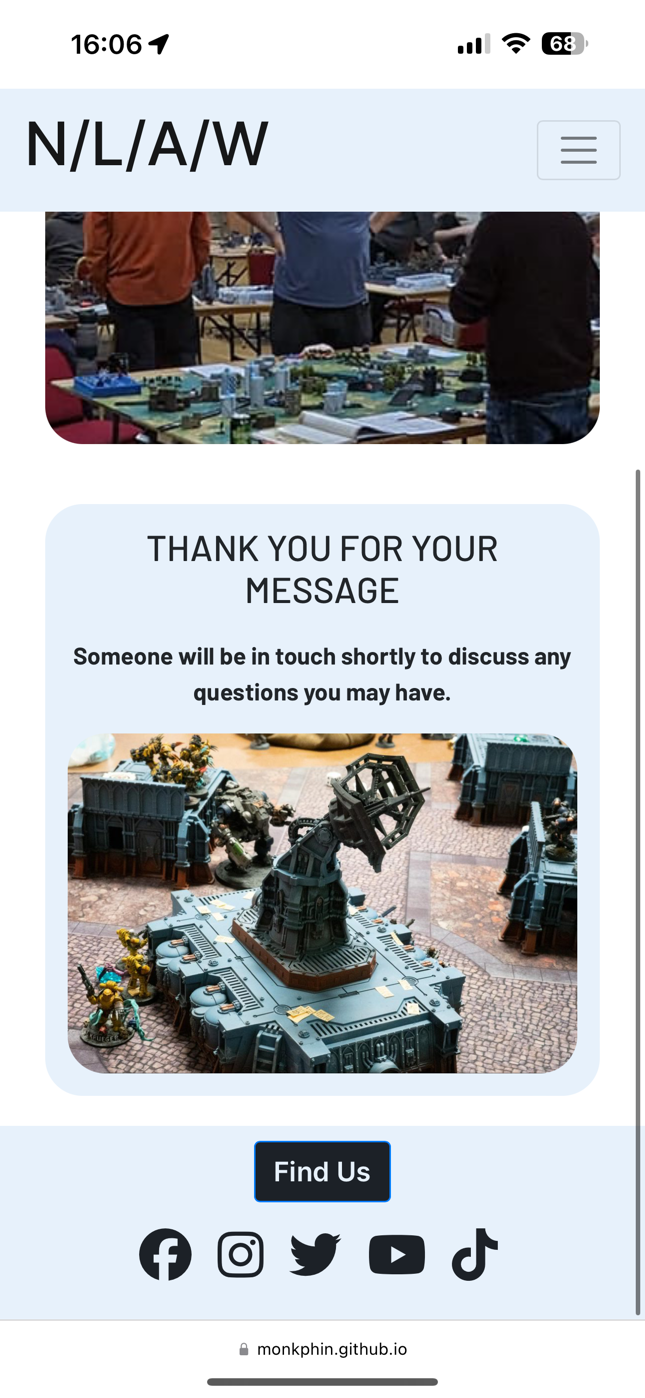 16:06
68
N/L/A/W
THANK YOU FOR YOUR
MESSAGE
Someone will be in touch shortly to discuss any
questions you may have.
Find Us
monkphin.github.io